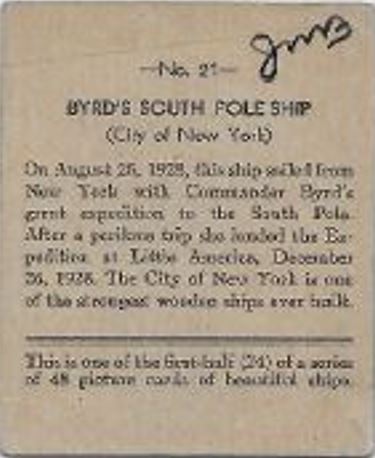 —No. 21—
BYRD'S SOUTH POLE SHIP
(City of New York)
On August 25, 1928, this ship sailed from
New York with Commander Byrd's
great expedition to the South Pole.
After a perilous trip she landed the Ex-
pedition at Little America, December
26, 1928. The City of New York is one
of the strongest wooden ships ever built.
This is one of the first-half (24) of a series
of 48 picture cards of beautiful ships.